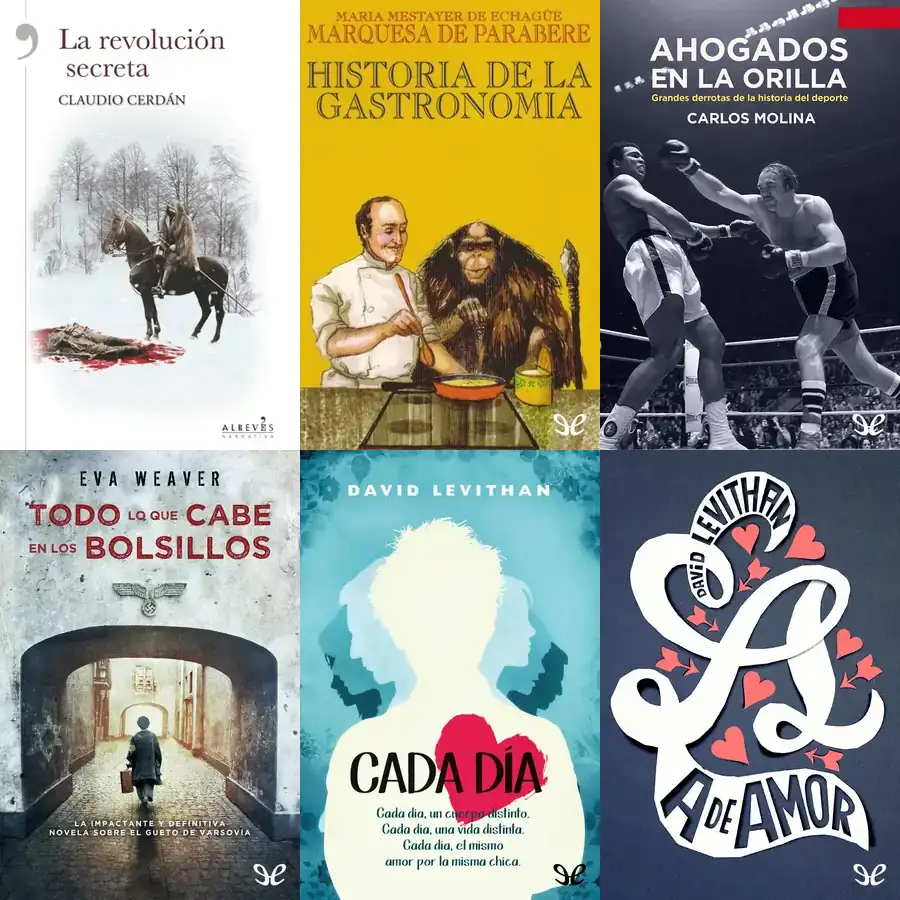 La revolución
secreta
CLAUDIO CERDÁN
ALREVÉS
NARRATIVA
MARIA MESTAYER DE ECHAGÜE
MARQUESA DE PARABERE
HISTORIA DE LA
GASTRONOMIA
AHOGADOS
EN LA ORILLA
Grandes derrotas de la historia del deporte
CARLOS MOLINA
EVA WEAVER
TODO LO QUE CABE
EN LOS BOLSILLOS
LA IMPACTANTE Y DEFINITIVA
NOVELA SOBRE EL GUETO DE VARSOVIA
DAVID LEVITHAN
CADA DÍA
Cada día, un cuerpo distinto.
Cada día, una vida distinta.
Cada día, el mismo
amor por la misma chica.
DAVID LEVITHAN
A
A DE AMOR